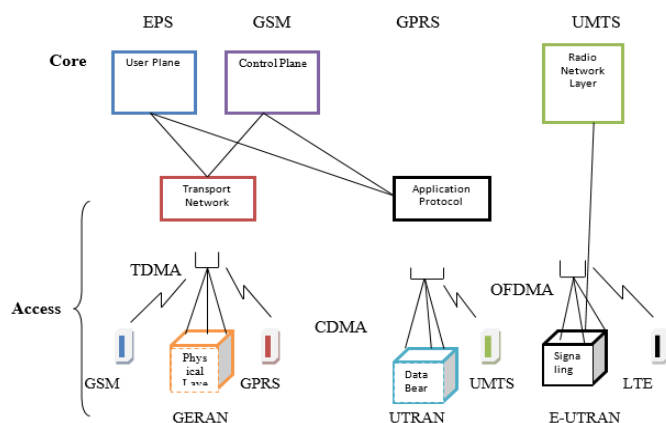 EPS GSM GPRS UMTS
Core
User Plane
Control Plane
Radio
Network
Layer
Transport
Network
Application
Protocol
TDMA
OFDMA
Access
CDMA
GSM
Phys
ical
GPRS
Data
Bear
UMTS
Signa
ling
LTE
GERAN UTRAN E-UTRAN